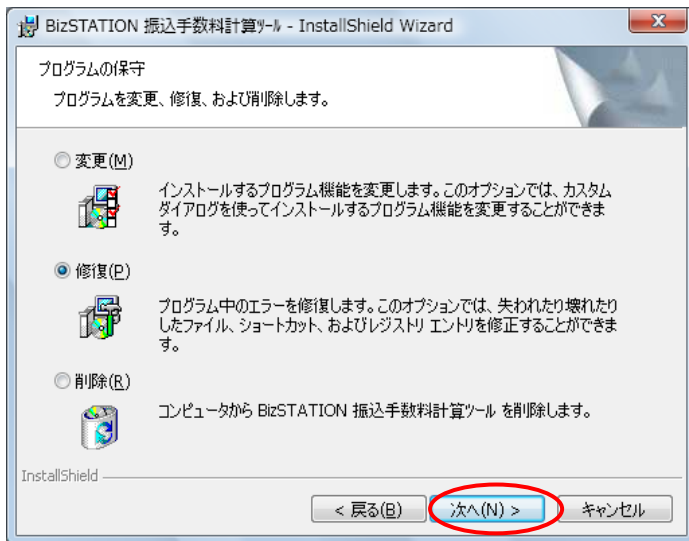 BizSTATION 振込手数料計算ﾂｰﾙ - InstallShield Wizard
プログラムの保守
プログラムを変更、修復、および削除します。
変更(M)
インストールするプログラム機能を変更します。このオプションでは、カスタム
ダイアログを使ってインストールするプログラム機能を変更することができま
す。
修復(P)
プログラム中のエラーを修復します。このオプションでは、失われたり壊れたり
したファイル、ショートカット、およびレジストリ エントリを修正することができま
す。
削除(R)
コンピュータから BizSTATION 振込手数料計算ツール を削除します。
InstallShield
< 戻る(B)
次へ(N) >
キャンセル